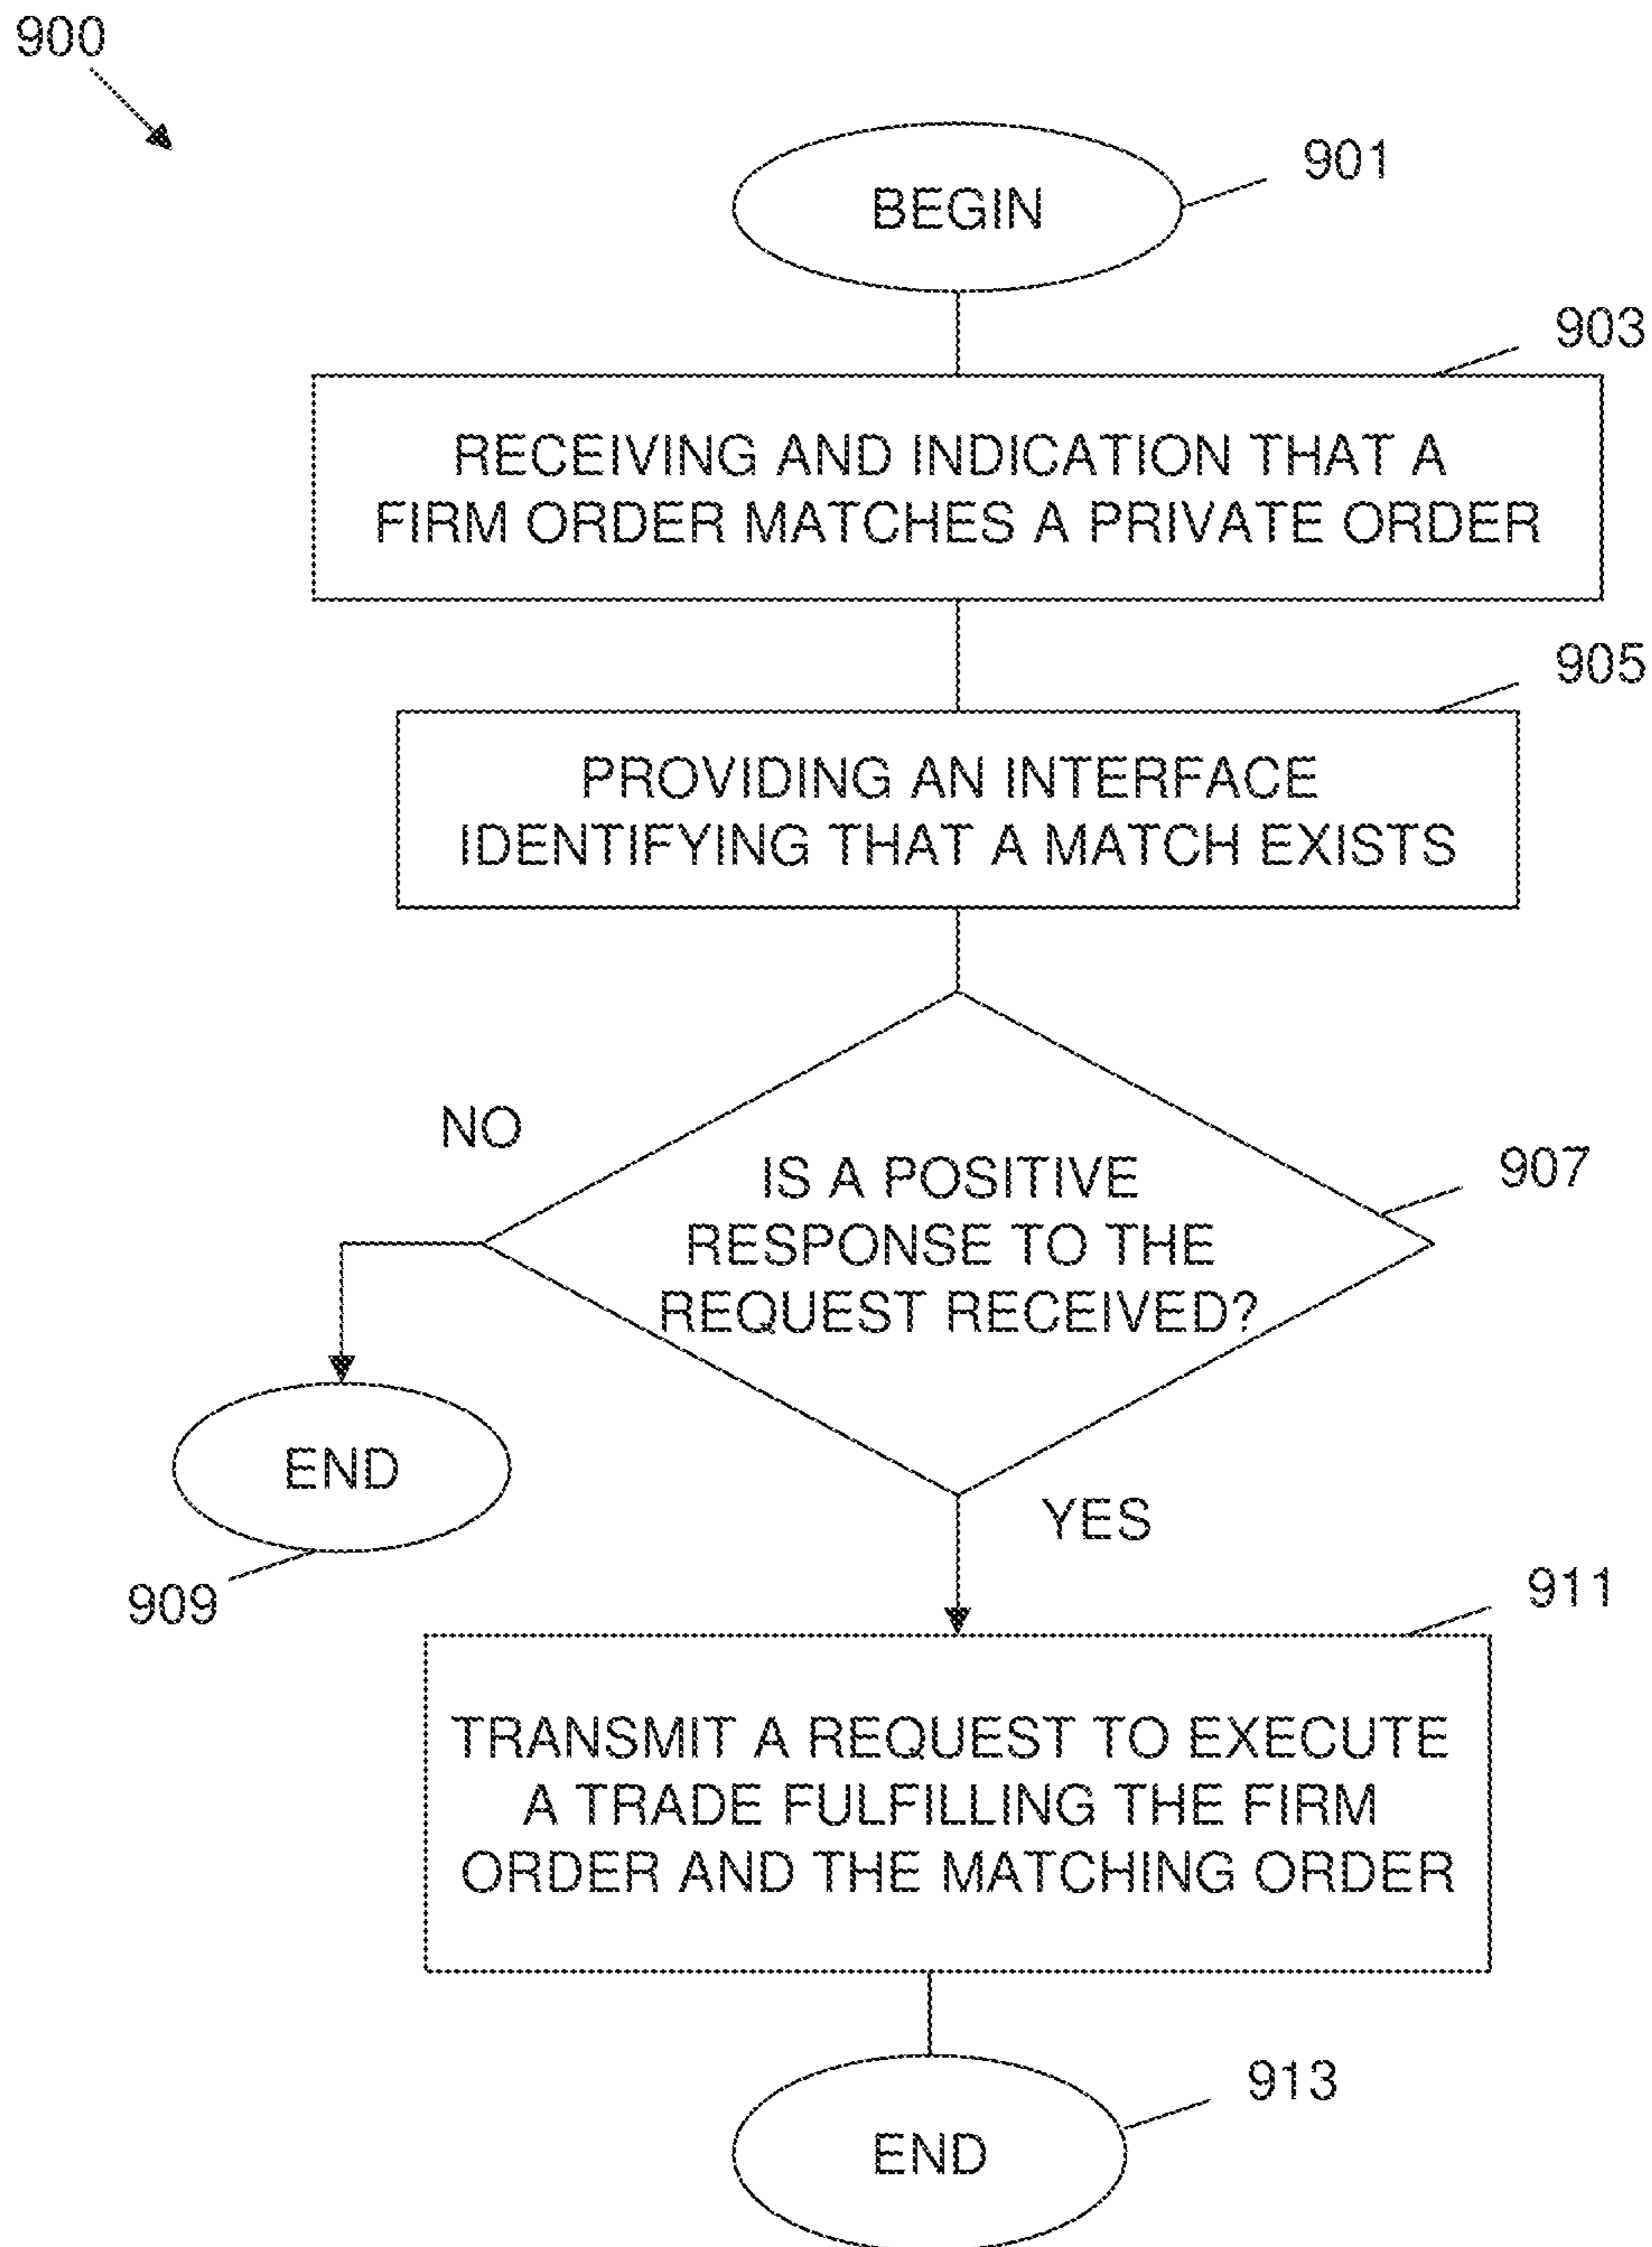 900
BEGIN
901
903
RECEIVING AND INDICATION THAT A
FIRM ORDER MATCHES A PRIVATE ORDER
905
PROVIDING AN INTERFACE
IDENTIFYING THAT A MATCH EXISTS
NO
907
IS A POSITIVE
RESPONSE TO THE
REQUEST RECEIVED?
END
909
YES
911
TRANSMIT A REQUEST TO EXECUTE
A TRADE FULFILLING THE FIRM
ORDER AND THE MATCHING ORDER
913
END